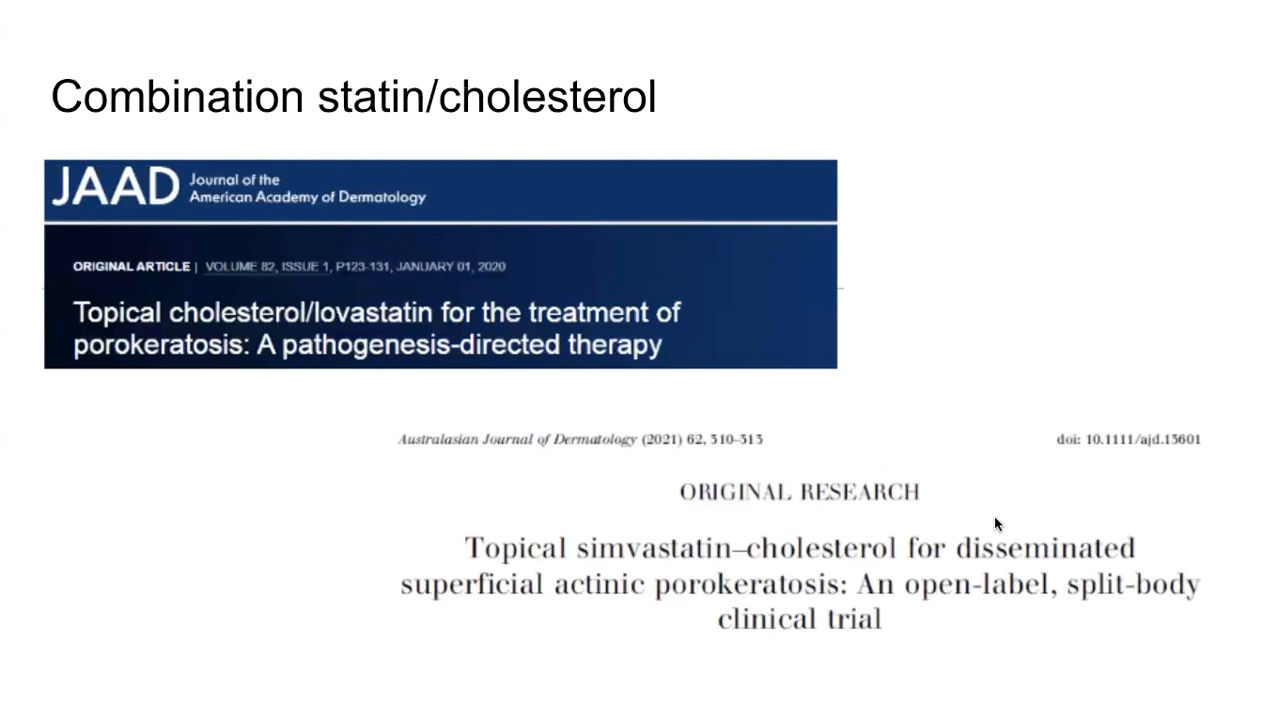 Combination statin/cholesterol
JAAD Journal of the
American Academy of Dermatology
ORIGINAL ARTICLE | VOLUME 82, ISSUE 1, P123-131, JANUARY 01, 2020
Topical cholesterol/lovastatin for the treatment of
porokeratosis: A pathogenesis-directed therapy
Australasian Journal of Dermatology (2021) 62, 310–313 doi: 10.1111/ajd.13601
ORIGINAL RESEARCH
Topical simvastatin–cholesterol for disseminated
superficial actinic porokeratosis: An open-label, split-body
clinical trial